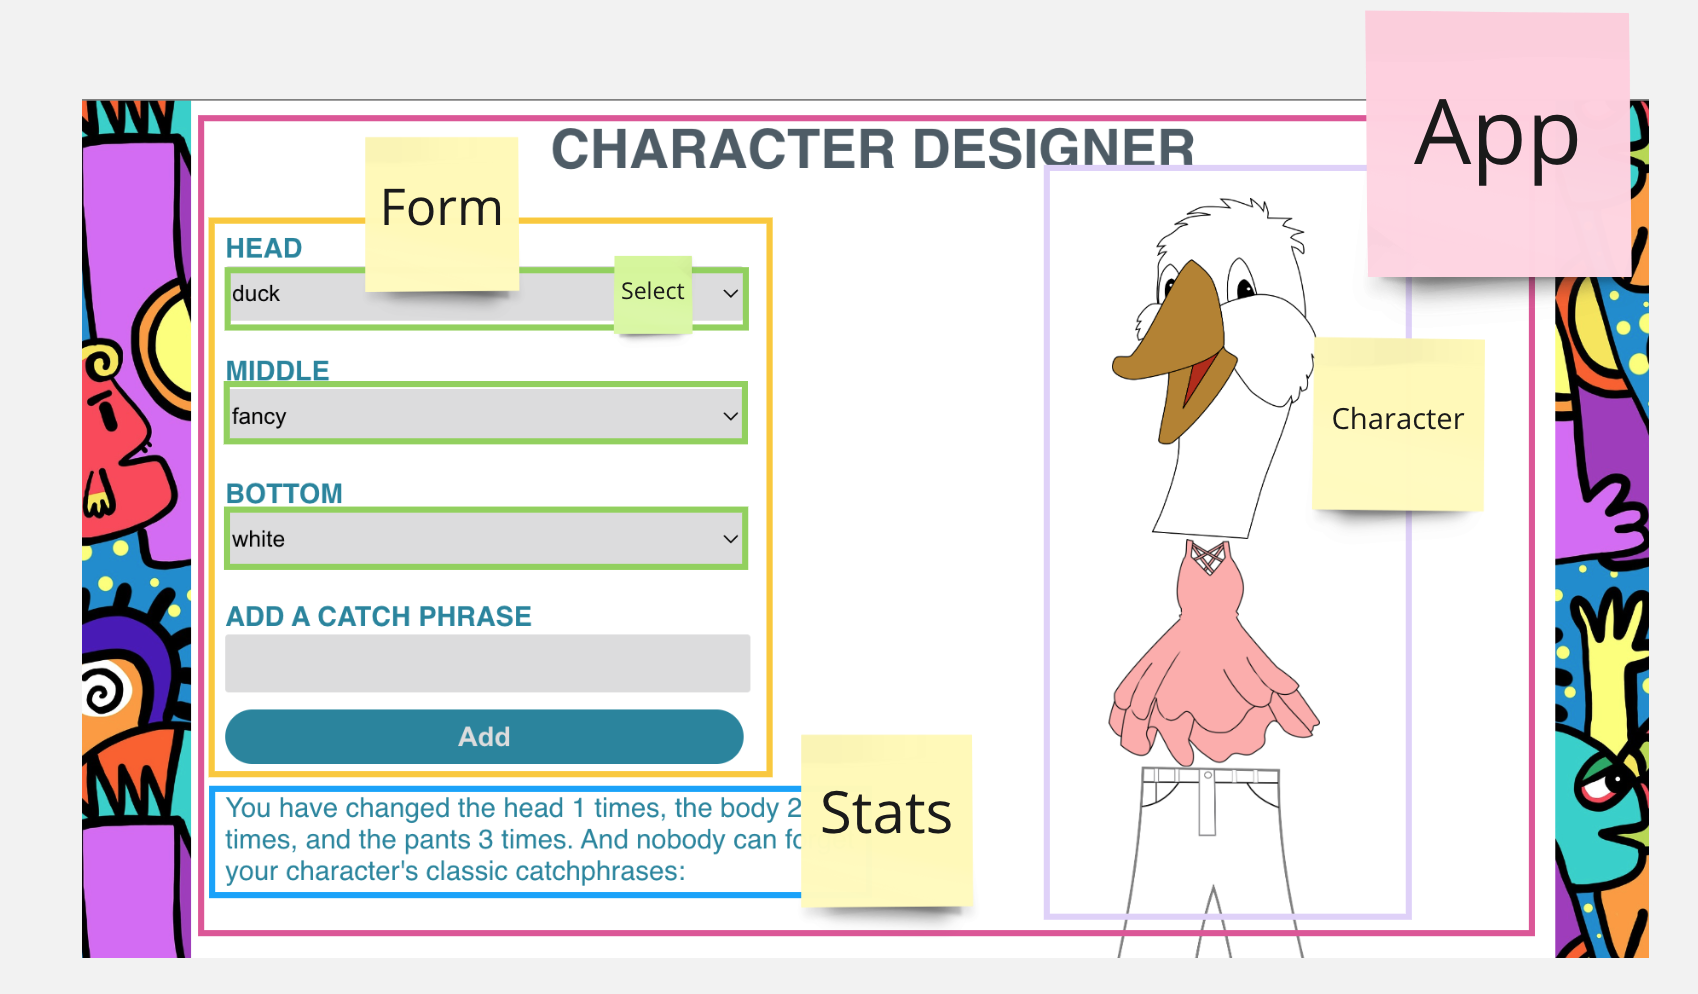 App
CHARACTER DESIGNER
Form
HEAD
duck
Select
MIDDLE
fancy
Character
BOTTOM
white
ADD A CATCH PHRASE
Add
Stats
You have changed the head 1 times, the body 2
times, and the pants 3 times. And nobody can
your character's classic catchphrases: